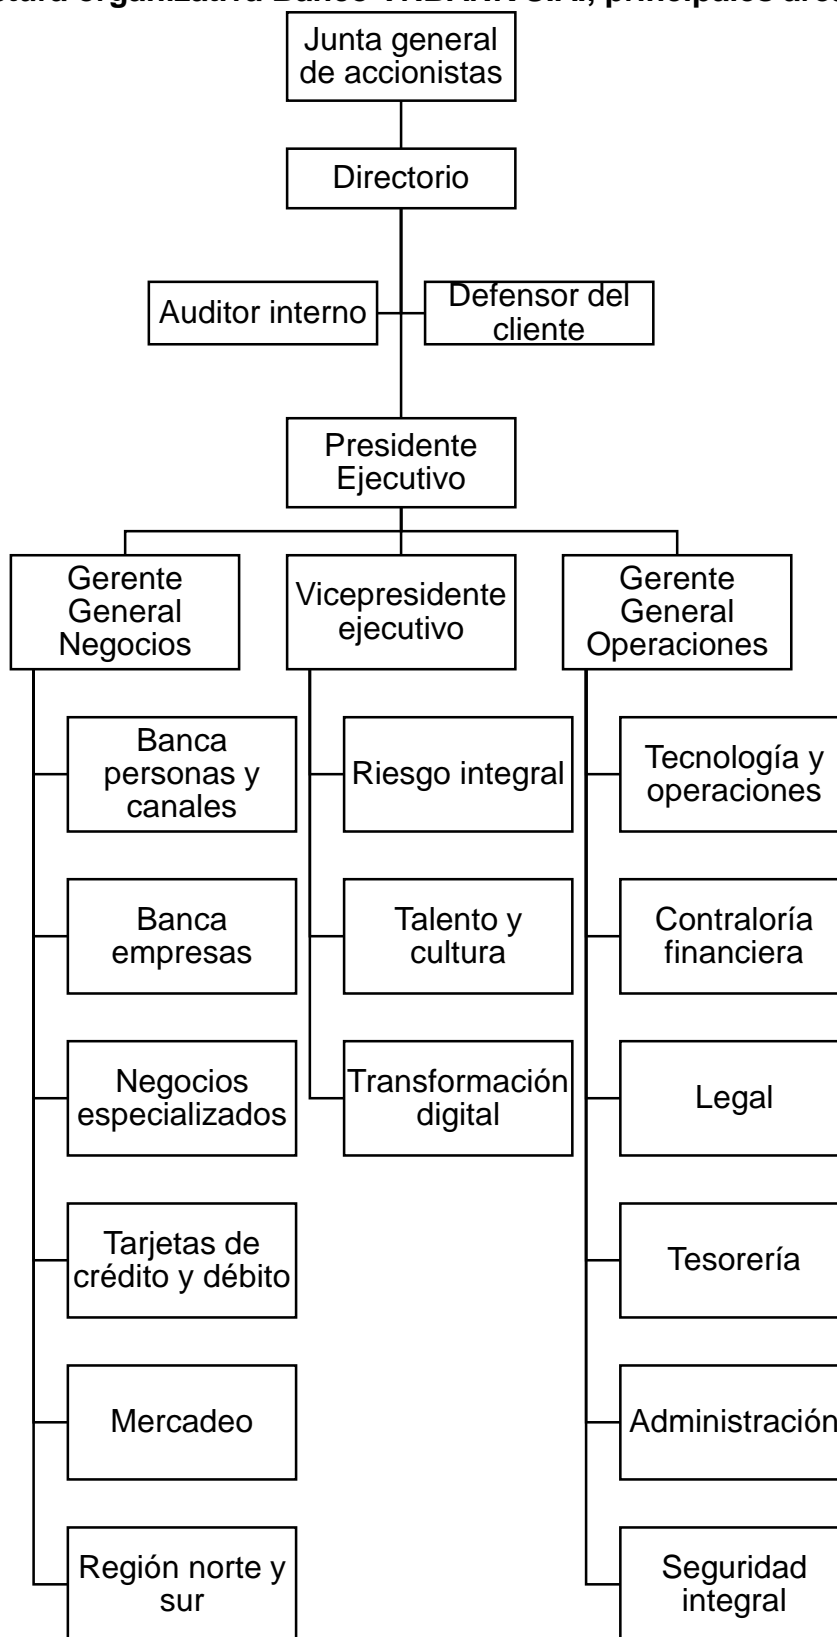 Junta general
de accionistas
Directorio
Auditor interno
Defensor del
cliente
Presidente
Ejecutivo
Gerente
General
Negocios
Vicepresidente
ejecutivo
Gerente
General
Operaciones
Banca
personas y
canales
Riesgo integral
Tecnología y
operaciones
Banca
empresas
Talento y
cultura
Contraloría
financiera
Negocios
especializados
Transformación
digital
Legal
Tarjetas de
crédito y débito
Tesorería
Mercadeo
Administración
Región norte y
sur
Seguridad
integral